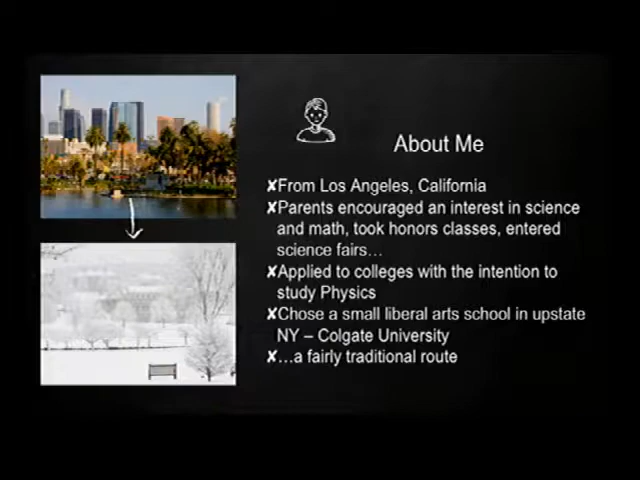 About Me
✘From Los Angeles, California
✘Parents encouraged an interest in science
and math, took honors classes, entered
science fairs…
✘Applied to colleges with the intention to
study Physics
✘Chose a small liberal arts school in upstate
NY – Colgate University
✘…a fairly traditional route